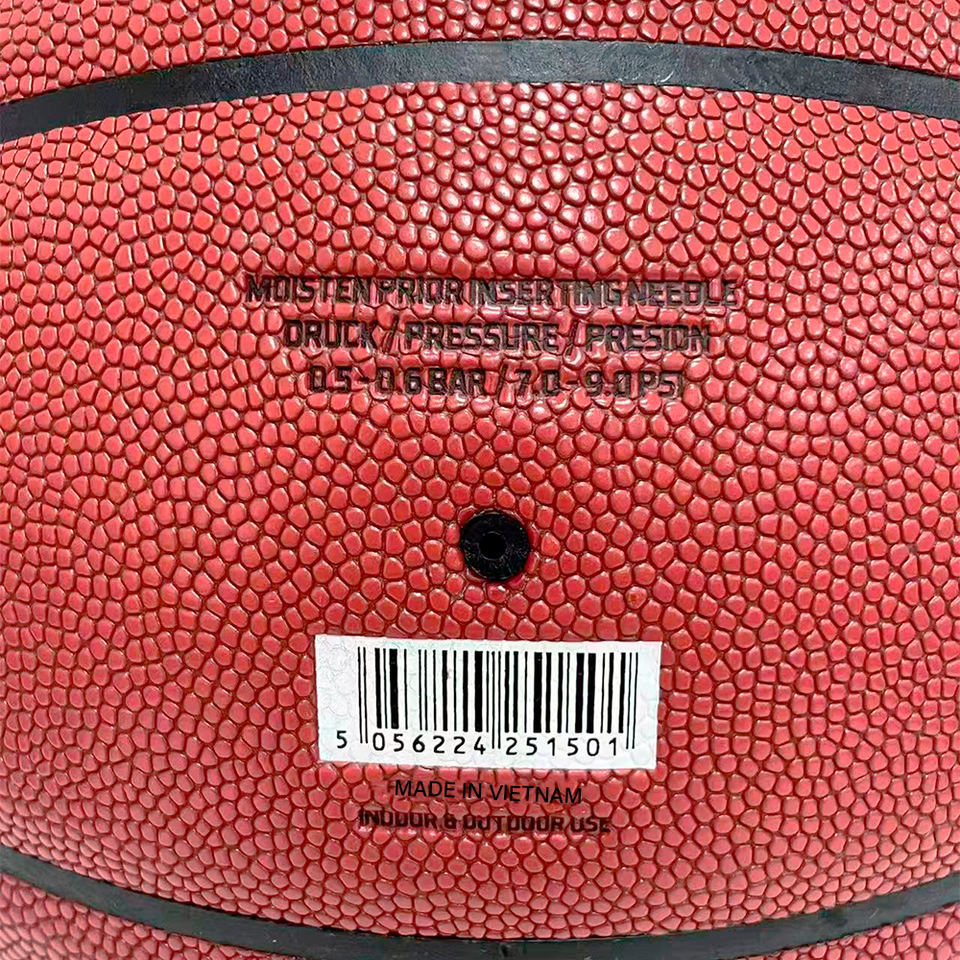 MOISTEN PRIOR INSERTING NEEDLE
DRUCK / PRESSURE / PRESION
0.5-0.6 BAR / 7.0-9.0 PSI
5 056224 251501
MADE IN VIETNAM
INDOOR & OUTDOOR USE